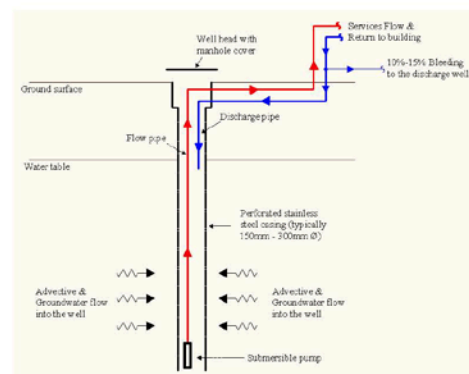 Well head with
manhole cover
Services Flow &
Return to building
10%-15% Bleeding
to the discharge well
Ground surface
Discharge pipe
Flow pipe
Water table
Perforated stainless
steel casing (typically
150mm - 300mm Ø)
Advective &
Groundwater flow
into the well
Advective &
Groundwater flow
into the well
Submersible pump